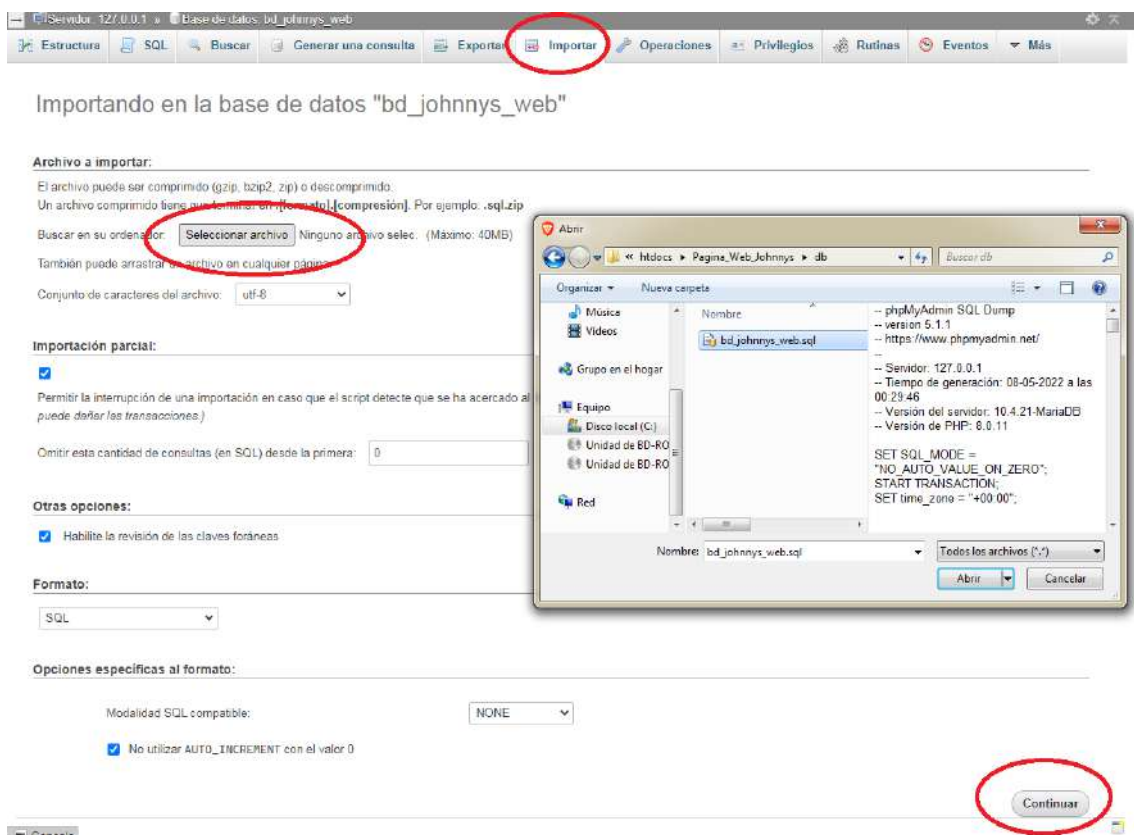 Servidor: 127.0.0.1 » Base de datos: bd_johnnys_web
Estructura SQL Buscar Generar una consulta Exportar Importar Operaciones Privilegios Rutinas Eventos Más
Importando en la base de datos "bd_johnnys_web"
Archivo a importar:
El archivo puede ser comprimido (gzip, bzip2, zip) o descomprimido.
Un archivo comprimido tiene que terminar en .[formato].[compresión]. Por ejemplo: .sql.zip
Buscar en su ordenador: Seleccionar archivo Ninguno archivo selec. (Máximo: 40MB)
También puede arrastrar un archivo en cualquier página.
Conjunto de caracteres del archivo: utf-8
Importación parcial:
Permitir la interrupción de una importación en caso que el script detecte que se ha acercado al
puede dañar las transacciones.)
Omitir esta cantidad de consultas (en SQL) desde la primera: 0
Otras opciones:
Habilite la revisión de las claves foráneas
Formato:
SQL
Opciones específicas al formato:
Modalidad SQL compatible: NONE
No utilizar AUTO_INCREMENT con el valor 0
Continuar
Consola
Abrir
« htdocs ▸ Pagina_Web_Johnnys ▸ db
Buscar db
Organizar Nueva carpeta
Música
Vídeos
Grupo en el hogar
Equipo
Disco local (C:)
Unidad de BD-RO
Unidad de BD-RO
Red
Nombre
bd_johnnys_web.sql
-- phpMyAdmin SQL Dump
-- version 5.1.1
-- https://www.phpmyadmin.net/
--
-- Servidor: 127.0.0.1
-- Tiempo de generación: 08-05-2022 a las
00:29:46
-- Versión del servidor: 10.4.21-MariaDB
-- Versión de PHP: 8.0.11
SET SQL_MODE =
"NO_AUTO_VALUE_ON_ZERO";
START TRANSACTION;
SET time_zone = "+00:00";
Nombre: bd_johnnys_web.sql
Todos los archivos (*.*)
Abrir Cancelar